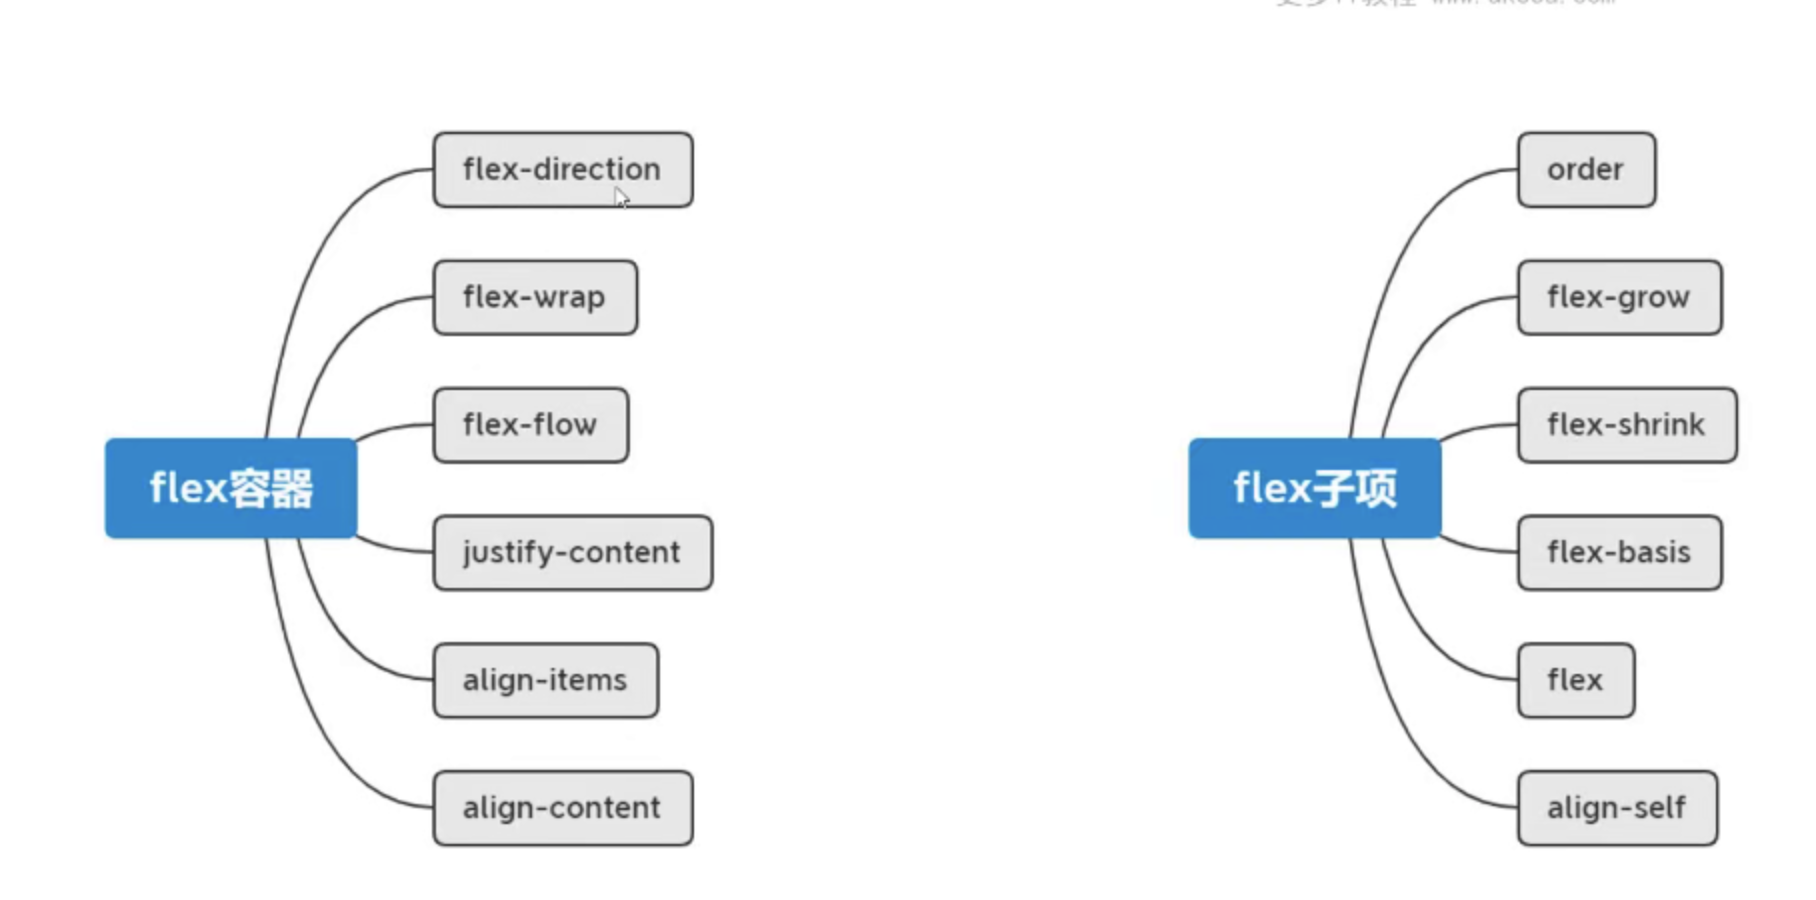 flex容器
flex-direction
flex-wrap
flex-flow
justify-content
align-items
align-content
flex子项
order
flex-grow
flex-shrink
flex-basis
flex
align-self